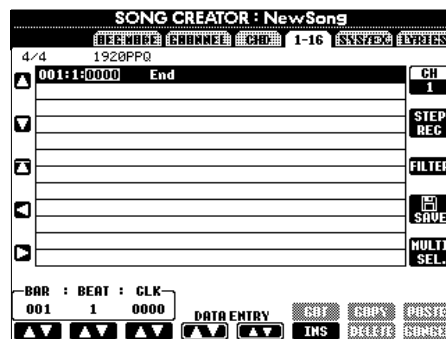 SONG CREATOR : NewSong
REC MODE CHANNEL CHD 1-16 SYS/EX. LYRICS
4/4 1920PPQ
001:1:0000 End
CH
1
STEP
REC
FILTER
SAVE
MULTI
SEL.
BAR : BEAT : CLK
001 1 0000
DATA ENTRY
CUT COPY PASTE
INS DELETE CANCEL